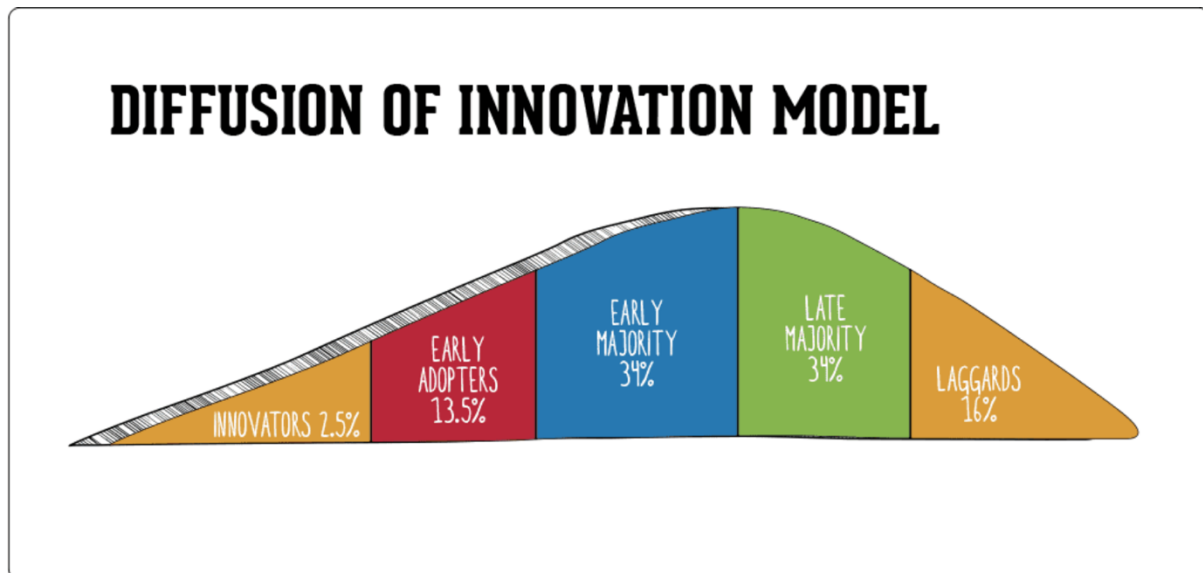 DIFFUSION OF INNOVATION MODEL
INNOVATORS 2.5%
EARLY
ADOPTERS
13.5%
EARLY
MAJORITY
34%
LATE
MAJORITY
34%
LAGGARDS
16%